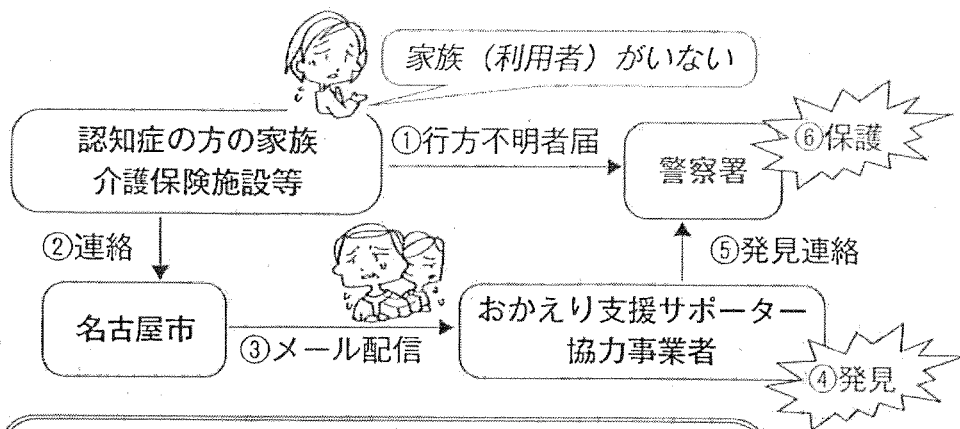 家族（利用者）がいない
認知症の方の家族
介護保険施設等
①行方不明者届
警察署
⑥保護
②連絡
⑤発見連絡
名古屋市
③メール配信
おかえり支援サポーター
協力事業者
④発見